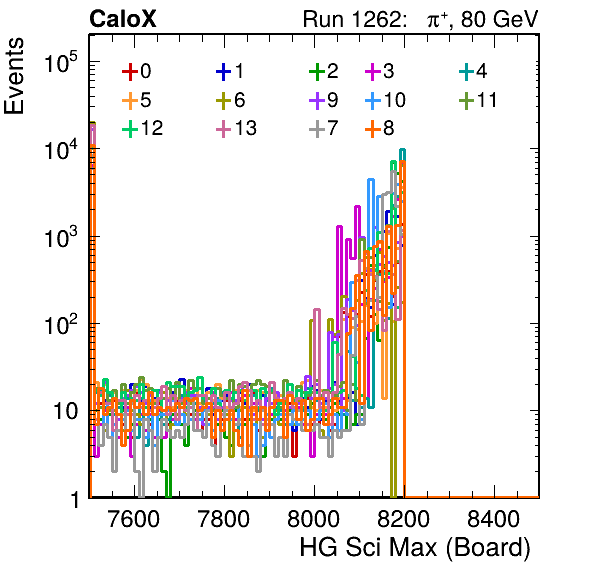 CaloX Run 1262: π⁺, 80 GeV
Events
0 1 2 3 4
5 6 9 10 11
12 13 7 8
10⁵
10⁴
10³
10²
10
1
7600 7800 8000 8200 8400
HG Sci Max (Board)